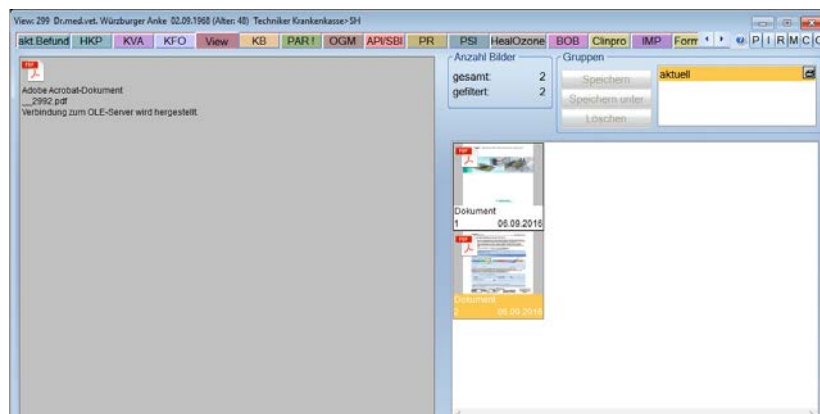 View: 299 Dr.med.vet. Würzburger Anke 02.09.1968 (Alter: 48) Techniker Krankenkasse>SH
akt.Befund HKP KVA KFO View KB PAR! OGM API/SBI PR PSI HealOzone BOB Clinpro IMP Form P I R M C C
PDF
Adobe Acrobat-Dokument
__2992.pdf
Verbindung zum OLE-Server wird hergestellt.
Anzahl Bilder
gesamt: 2
gefiltert: 2
Gruppen
Speichern
Speichern unter
Löschen
aktuell
PDF
Dokument
1 06.09.2016
PDF
Dokument
2 06.09.2016